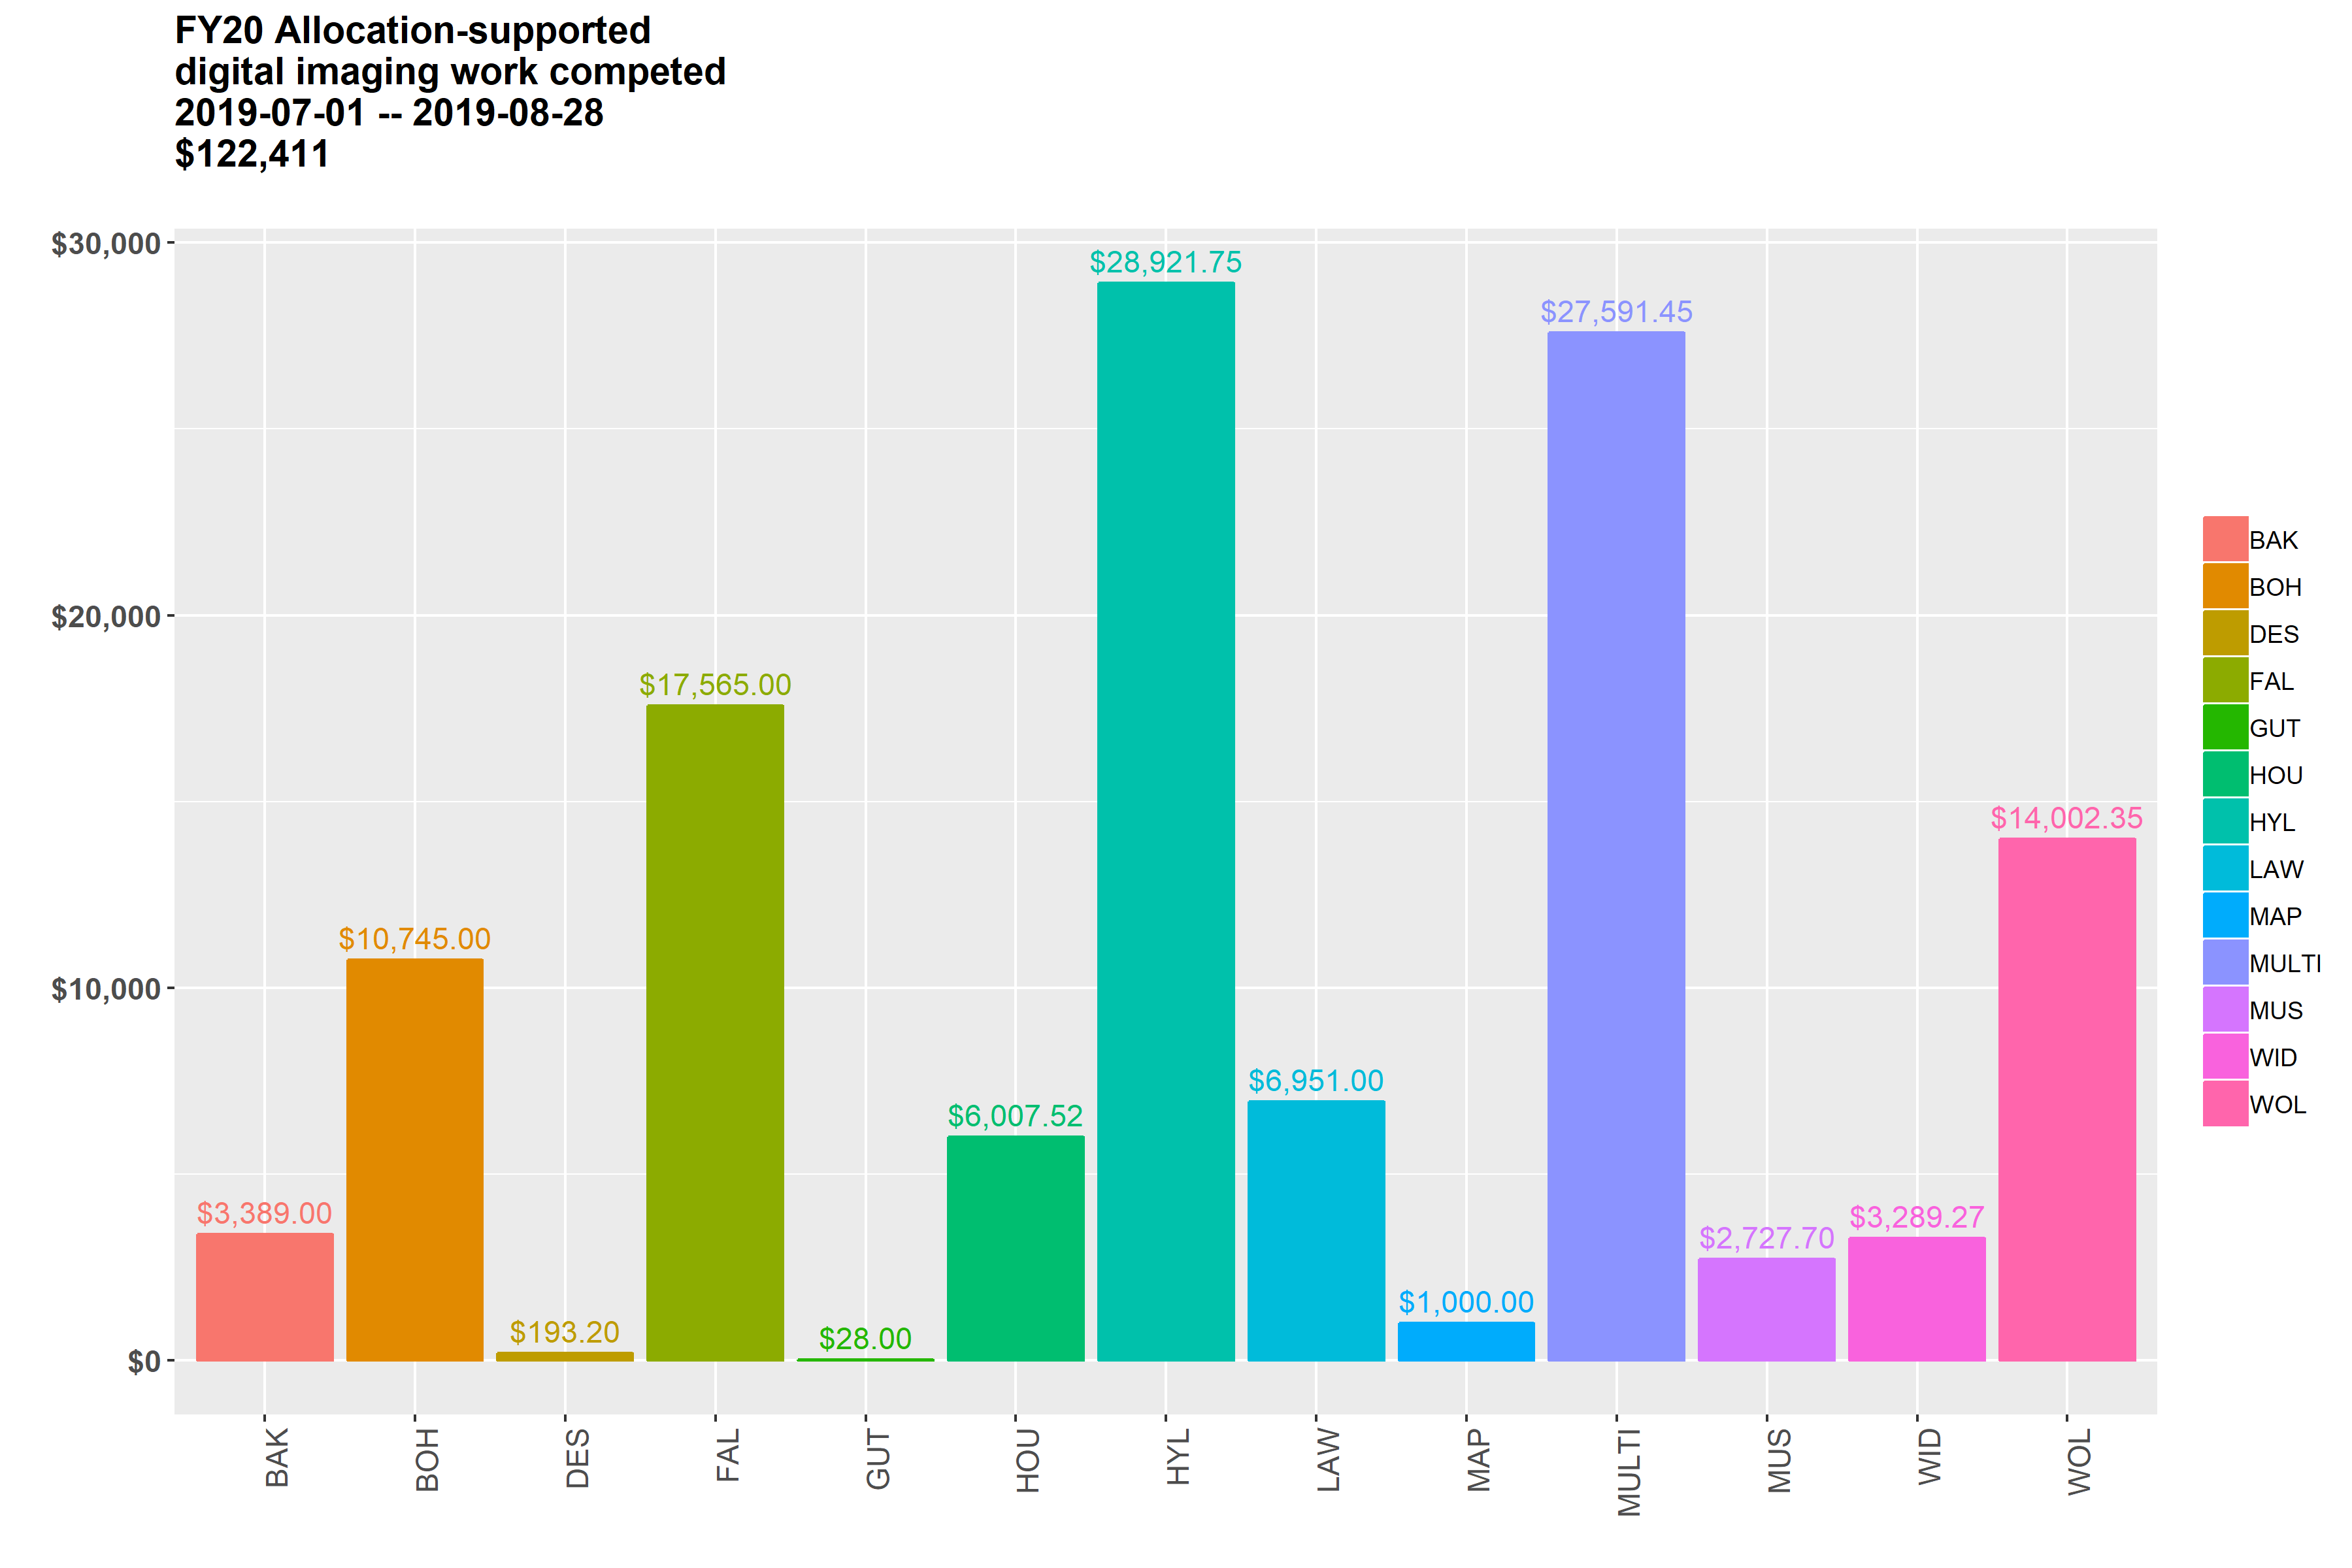 FY20 Allocation-supported
digital imaging work competed
2019-07-01 -- 2019-08-28
$122,411
$30,000
$20,000
$10,000
$0
$3,389.00
$10,745.00
$193.20
$17,565.00
$28.00
$6,007.52
$28,921.75
$6,951.00
$1,000.00
$27,591.45
$2,727.70
$3,289.27
$14,002.35
BAK
BOH
DES
FAL
GUT
HOU
HYL
LAW
MAP
MULTI
MUS
WID
WOL
BAK
BOH
DES
FAL
GUT
HOU
HYL
LAW
MAP
MULTI
MUS
WID
WOL